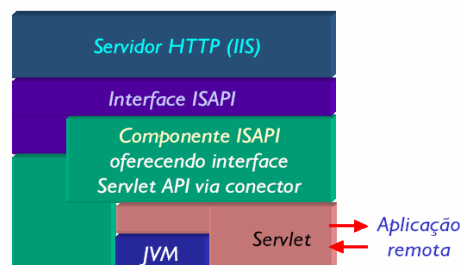 Servidor HTTP (IIS)
Interface ISAPI
Componente ISAPI
oferecendo interface
Servlet API via conector
Servlet
Aplicação
remota
JVM